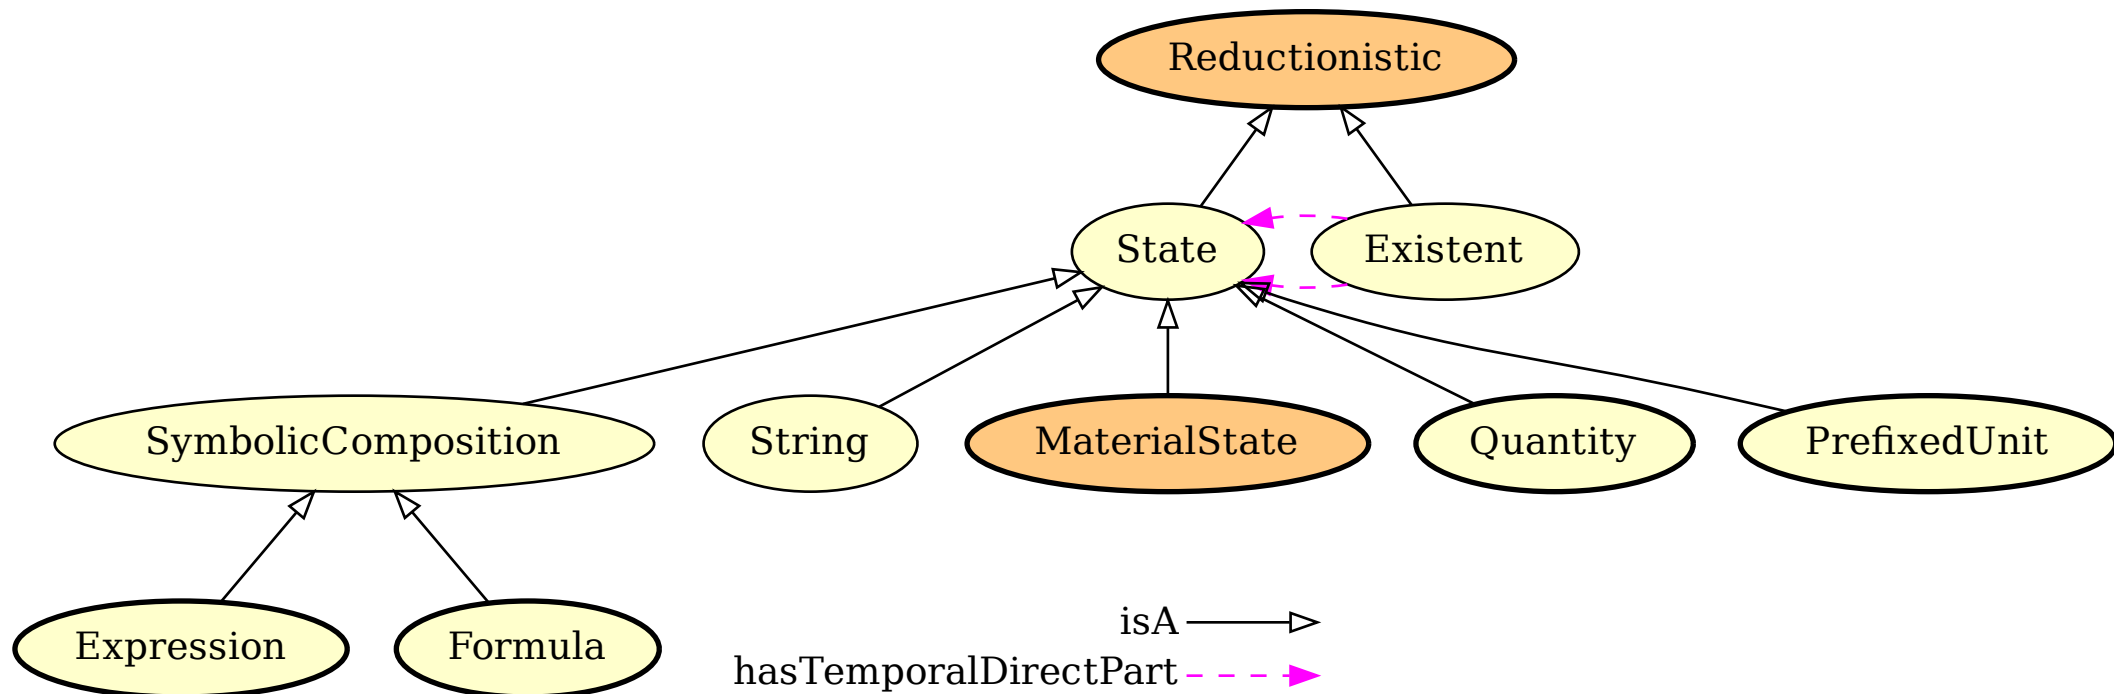 Reductionistic
State
Existent
SymbolicComposition
String
MaterialState
Quantity
PrefixedUnit
Expression
Formula
isA
hasTemporalDirectPart